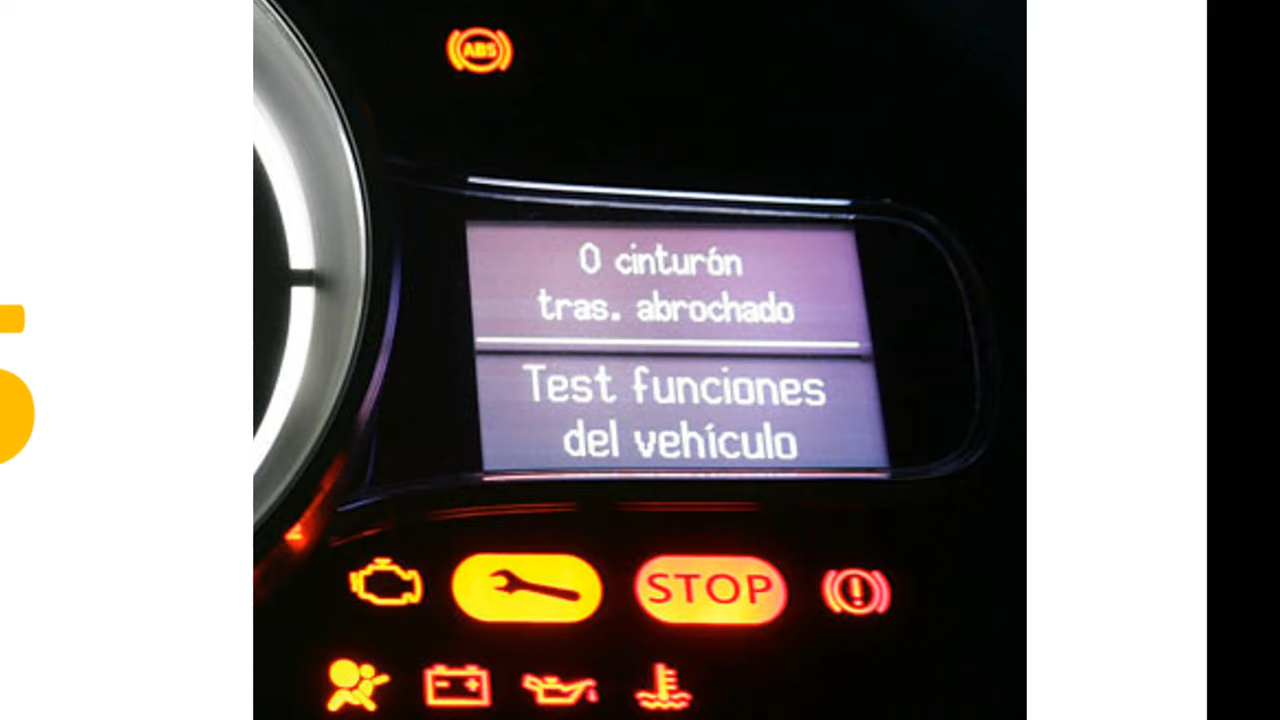 ABS
0 cinturón
tras. abrochado
Test funciones
del vehículo
STOP